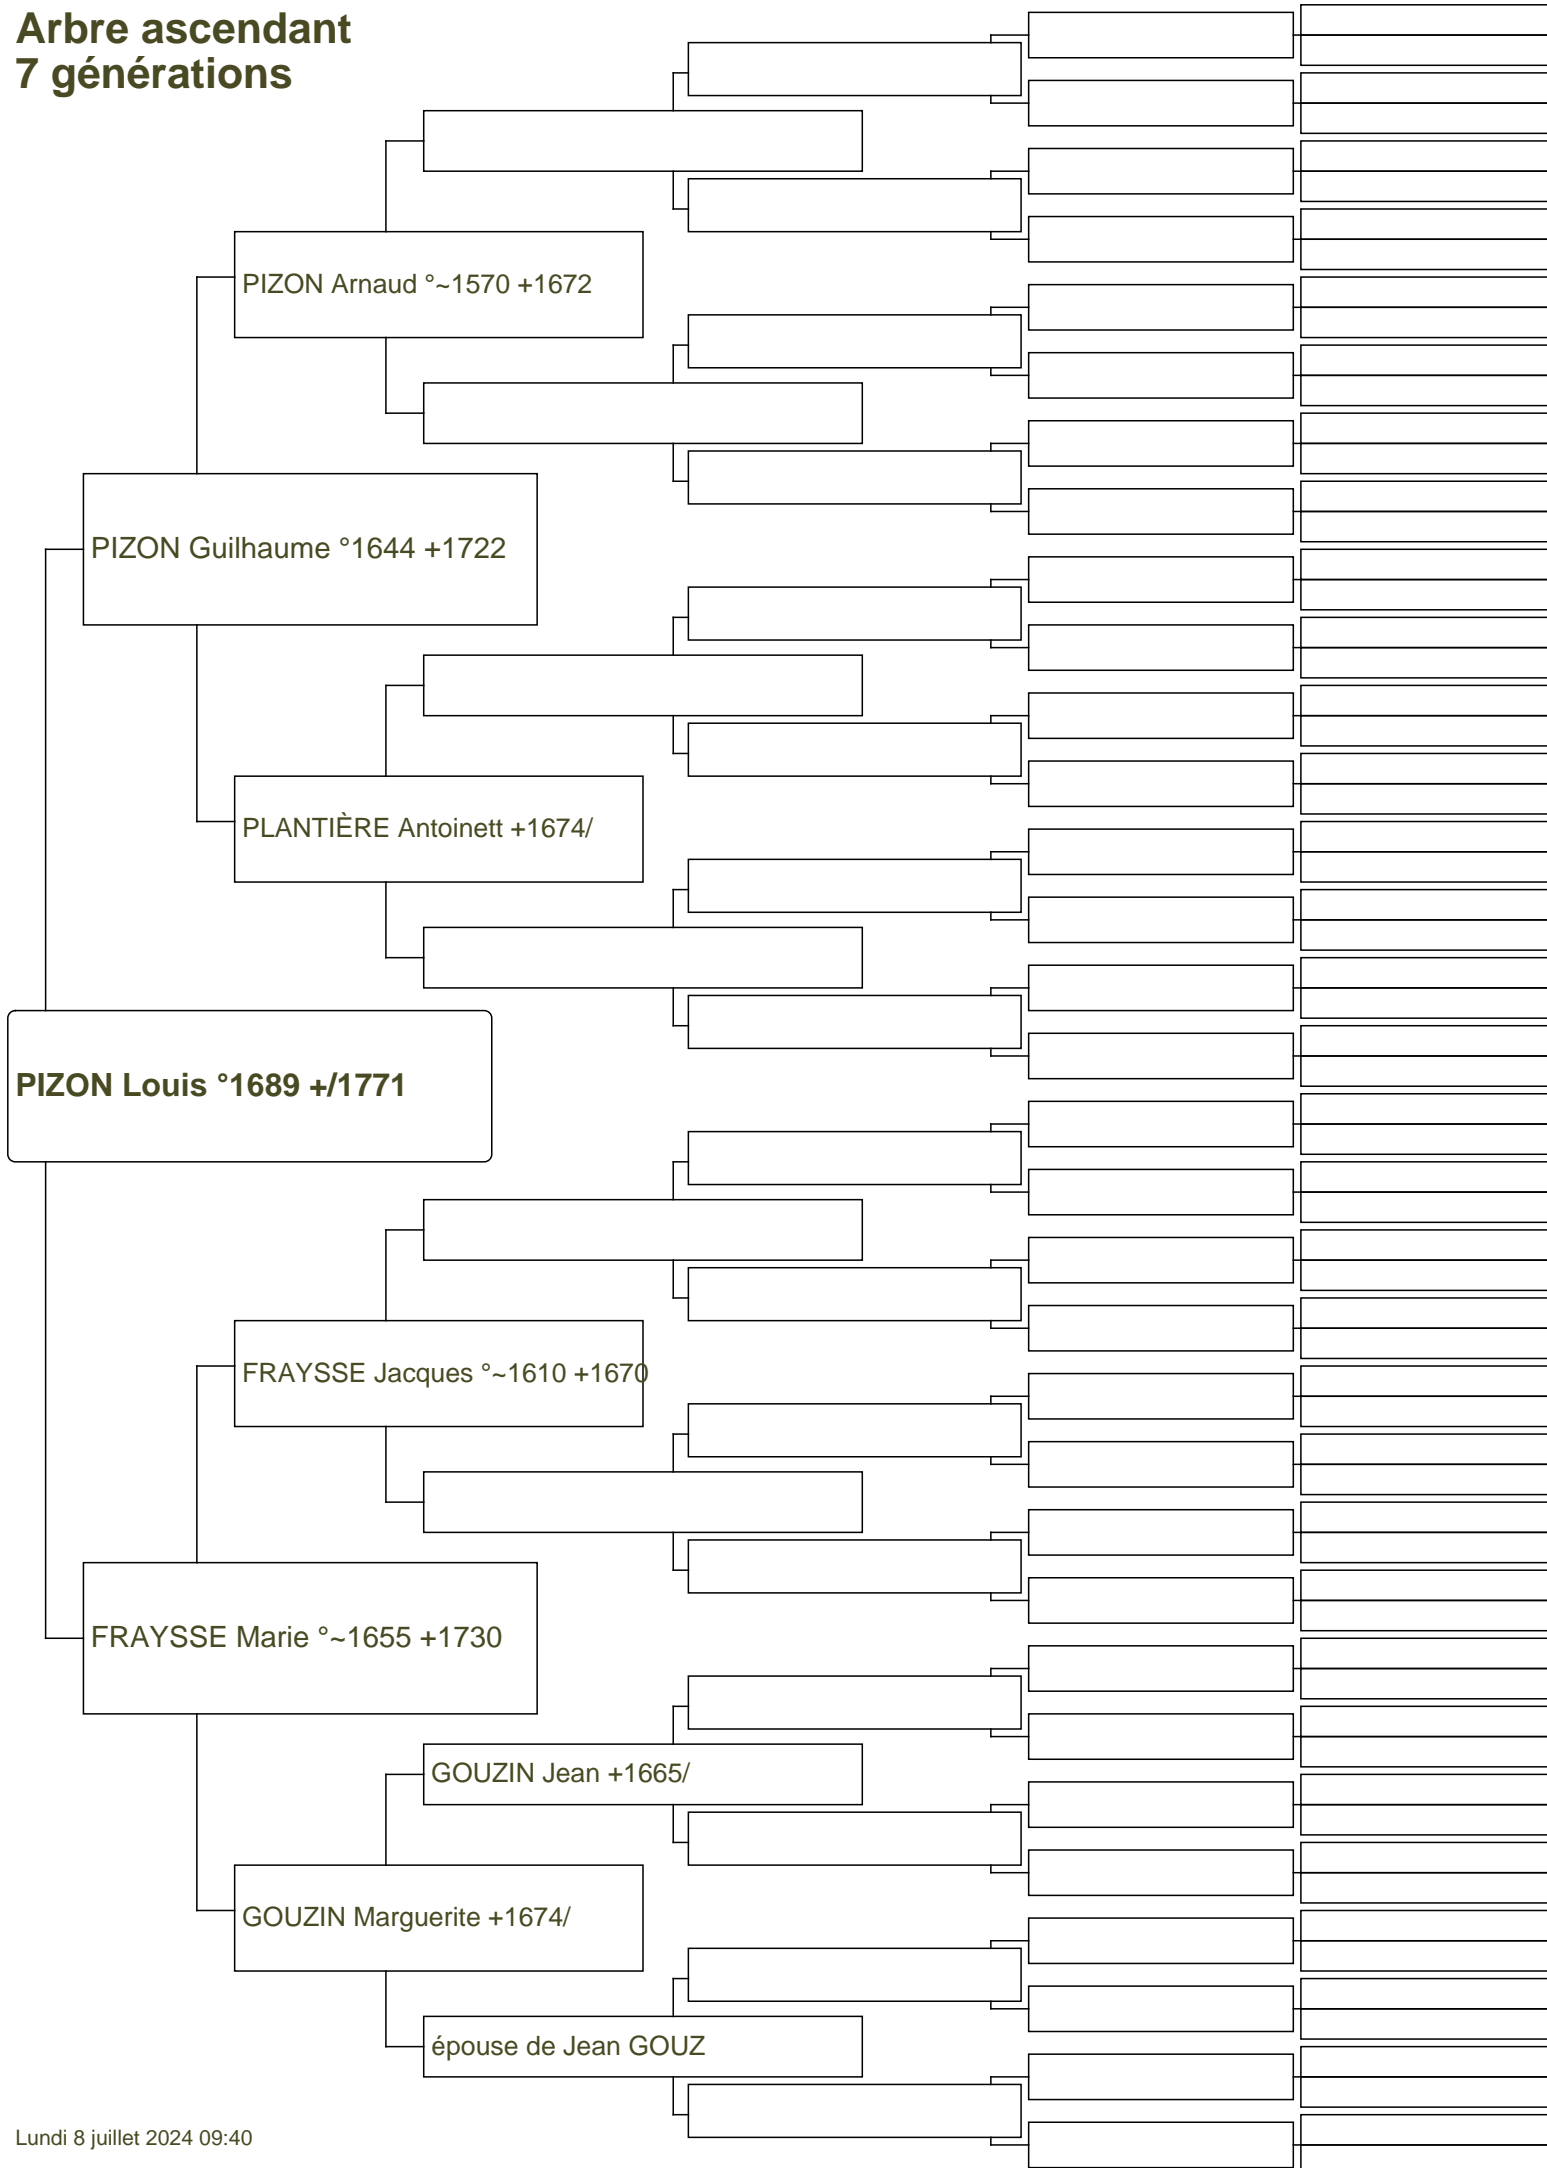 Arbre ascendant
7 générations
PIZON Arnaud °~1570 +1672
PIZON Guilhaume °1644 +1722
PLANTIÈRE Antoinett +1674/
PIZON Louis °1689 +/1771
FRAYSSE Jacques °~1610 +1670
FRAYSSE Marie °~1655 +1730
GOUZIN Jean +1665/
GOUZIN Marguerite +1674/
épouse de Jean GOUZ
Lundi 8 juillet 2024 09:40